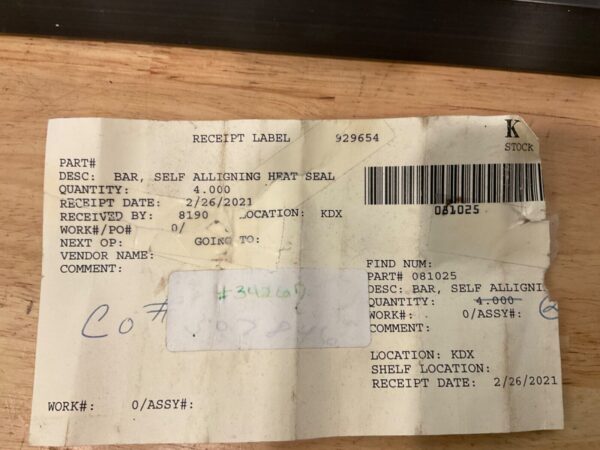 RECEIPT LABEL 929654
K
STOCK
PART#
DESC: BAR, SELF ALLIGNING HEAT SEAL
QUANTITY: 4.000
RECEIPT DATE: 2/26/2021
RECEIVED BY: 8190 LOCATION: KDX
WORK#/PO# 0/
NEXT OP: GOING TO:
VENDOR NAME:
COMMENT:
081025
FIND NUM:
PART# 081025
DESC: BAR, SELF ALLIGNI
QUANTITY: 4.000
WORK#: 0/ASSY#:
COMMENT:
Co#
LOCATION: KDX
SHELF LOCATION:
RECEIPT DATE: 2/26/2021
WORK#: 0/ASSY#: